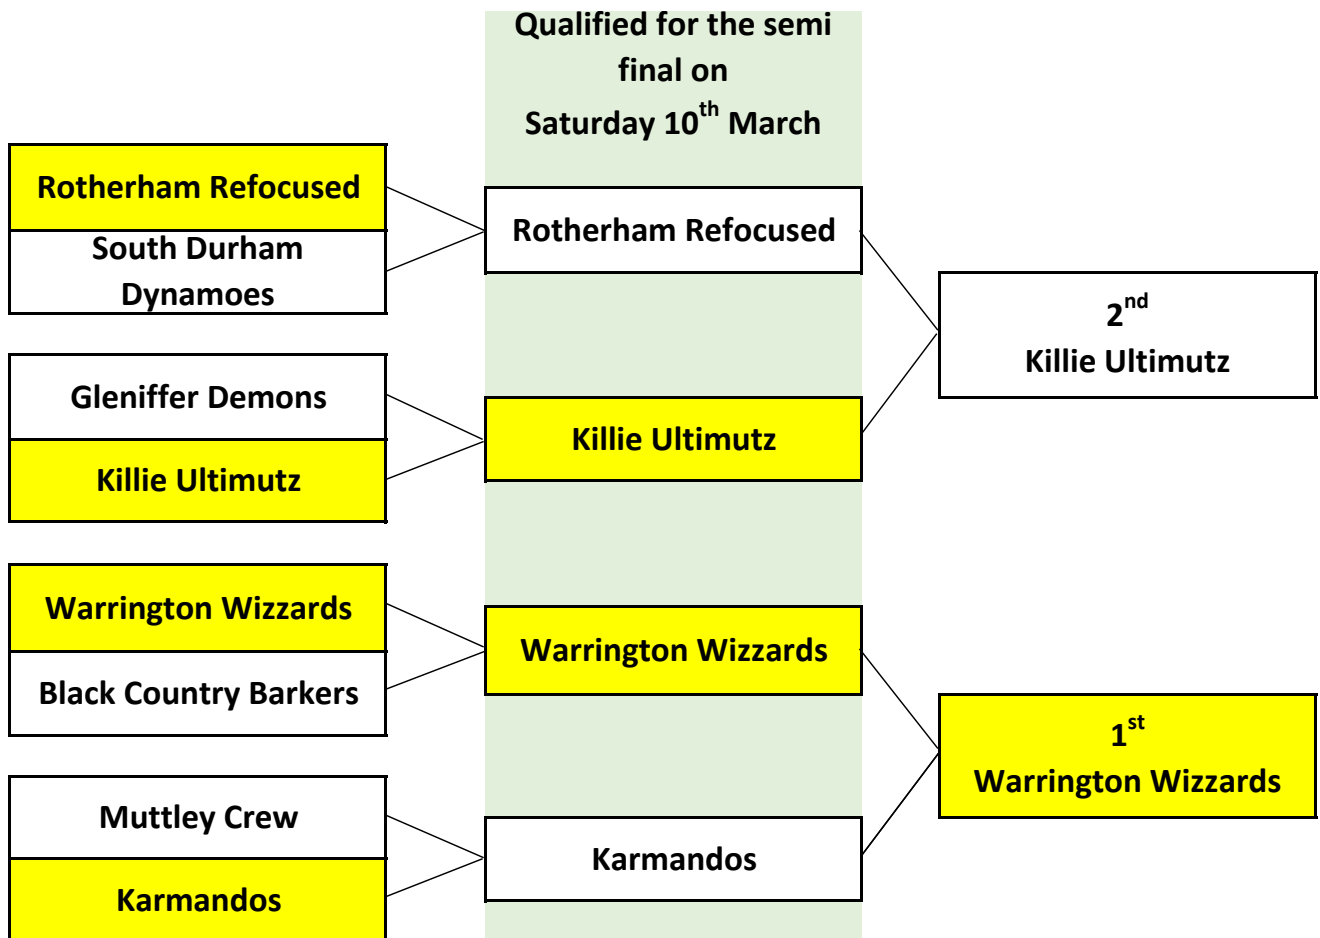 Qualified for the semi
final on
Saturday 10th March
Rotherham Refocused
South Durham
Dynamoes
Gleniffer Demons
Killie Ultimutz
Warrington Wizzards
Black Country Barkers
Muttley Crew
Karmandos
Rotherham Refocused
Killie Ultimutz
Warrington Wizzards
Karmandos
2nd
Killie Ultimutz
1st
Warrington Wizzards